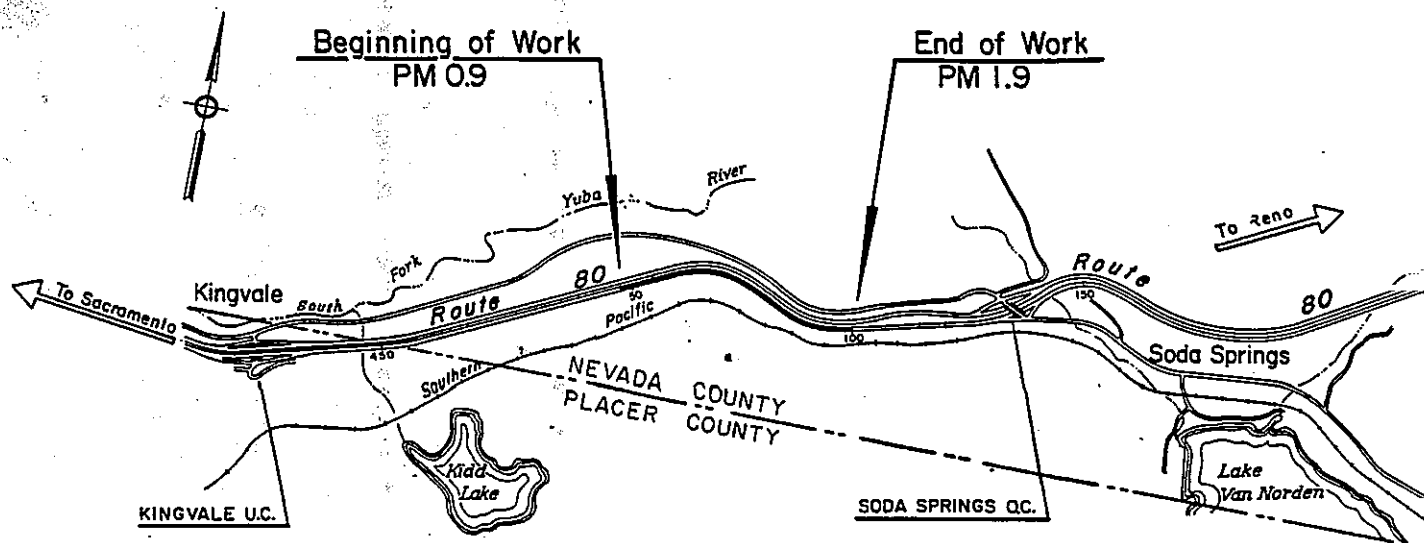 Beginning of Work
PM 0.9
End of Work
PM 1.9
River
Yuba
Fork
South
To Reno
Route
80
150
80
Kingvale
To Sacramento
Route
50
Pacific
Southern
450
100
Soda Springs
NEVADA COUNTY
PLACER COUNTY
Kidd
Lake
Lake
Van Norden
KINGVALE U.C.
SODA SPRINGS O.C.